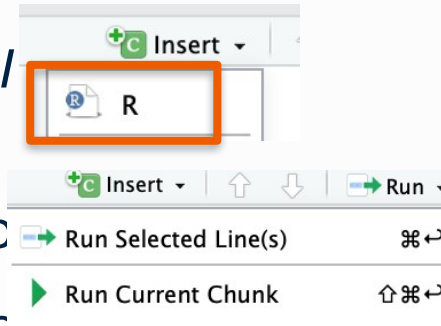 Insert
R
Insert Run
Run Selected Line(s) ⌘↩
Run Current Chunk ⇧⌘↩